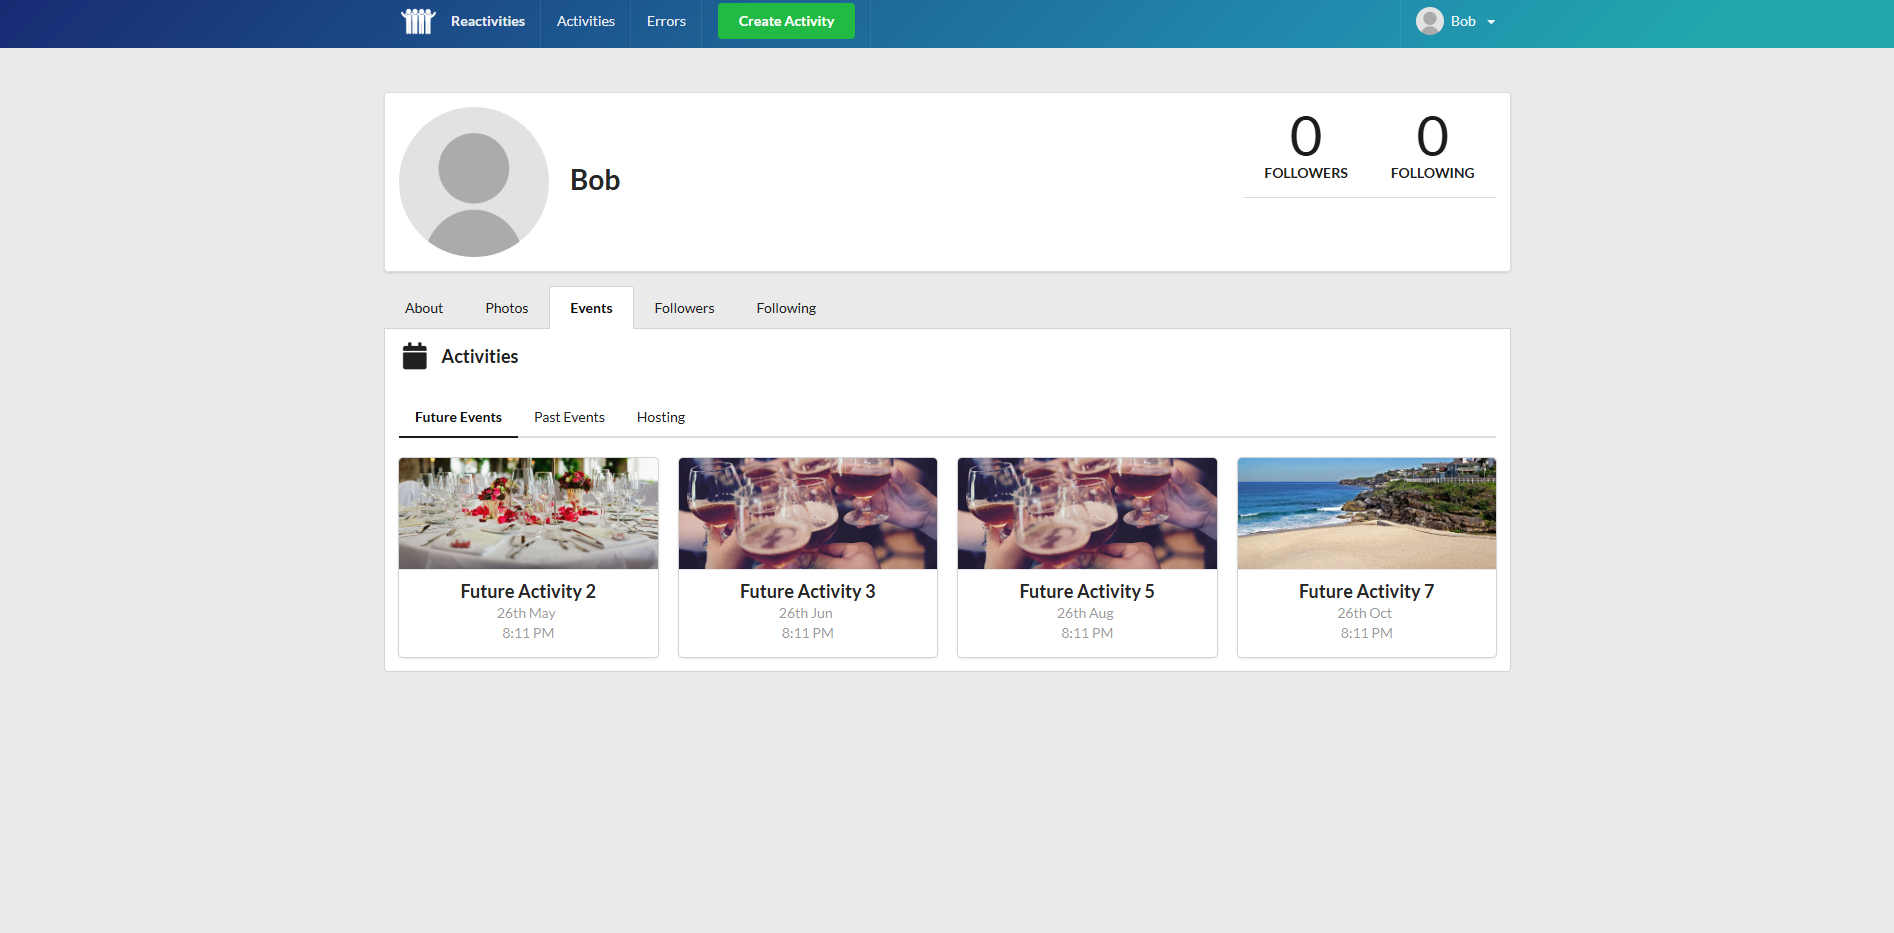 Reactivities
Activities
Errors
Create Activity
Bob
Bob
0
FOLLOWERS
0
FOLLOWING
About
Photos
Events
Followers
Following
Activities
Future Events
Past Events
Hosting
Future Activity 2
26th May
8:11 PM
Future Activity 3
26th Jun
8:11 PM
Future Activity 5
26th Aug
8:11 PM
Future Activity 7
26th Oct
8:11 PM